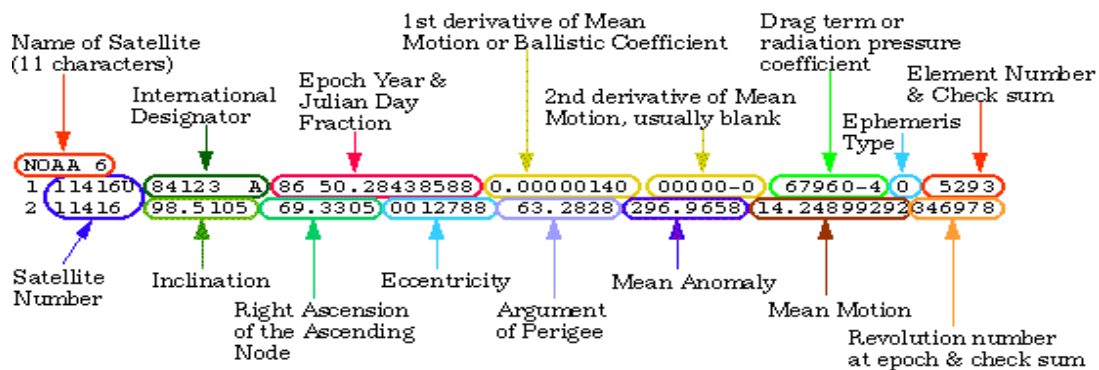 Name of Satellite
(11 characters)
International
Designator
Epoch Year &
Julian Day
Fraction
1st derivative of Mean
Motion or Ballistic Coefficient
2nd derivative of Mean
Motion, usually blank
Drag term or
radiation pressure
coefficient
Ephemeris
Type
Element Number
& Check sum
NOAA 6
1 11416U 84123 A 86 50.28438588 0.00000140 00000-0 67960-4 0 5293
2 11416 98.5105 69.3305 0012788 63.2828 296.9658 14.24899292 346978
Satellite
Number
Inclination
Right Ascension
of the Ascending
Node
Eccentricity
Argument
of Perigee
Mean Anomaly
Mean Motion
Revolution number
at epoch & check sum